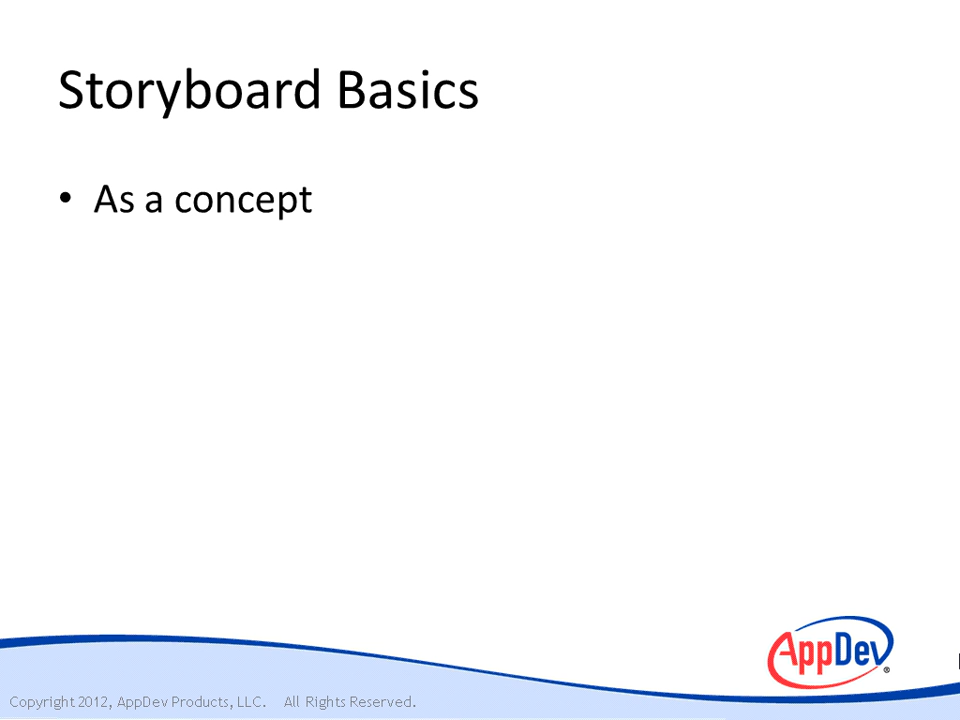 Storyboard Basics
• As a concept
AppDev®
Copyright 2012, AppDev Products, LLC. All Rights Reserved.